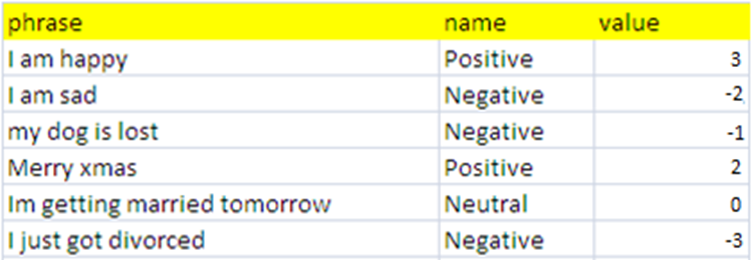 phrase name value
I am happy Positive 3
I am sad Negative -2
my dog is lost Negative -1
Merry xmas Positive 2
Im getting married tomorrow Neutral 0
I just got divorced Negative -3